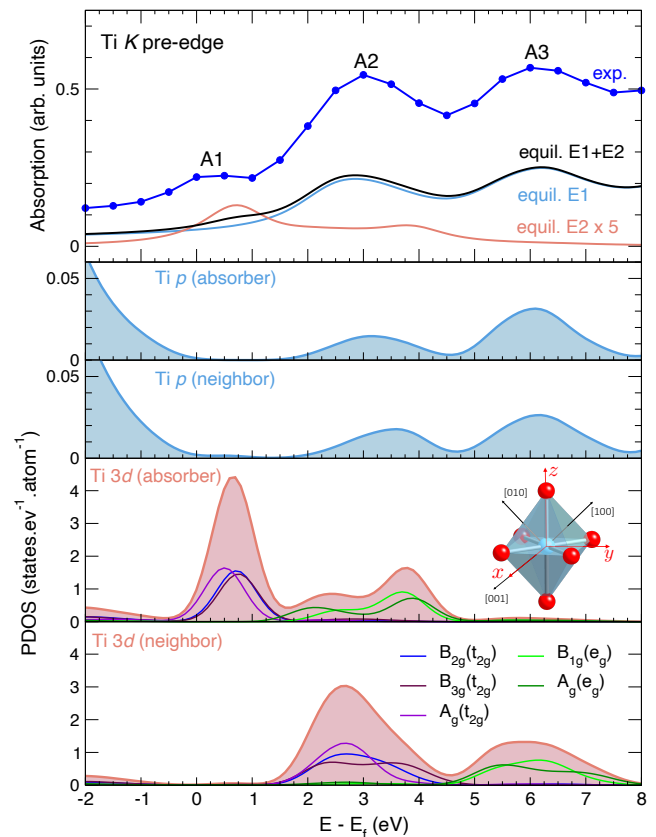 Ti K pre-edge
A1
A2
A3
exp.
equil. E1+E2
equil. E1
equil. E2 x 5
Absorption (arb. units)
0.5
0
Ti p (absorber)
0.05
0
Ti p (neighbor)
0.05
0
PDOS (states.ev⁻¹.atom⁻¹)
Ti 3d (absorber)
4
3
2
1
0
z
[010]
[100]
y
x
[001]
Ti 3d (neighbor)
4
3
2
1
0
B2g(t2g)
B1g(eg)
B3g(t2g)
Ag(eg)
Ag(t2g)
-2 -1 0 1 2 3 4 5 6 7 8
E - Ef (eV)